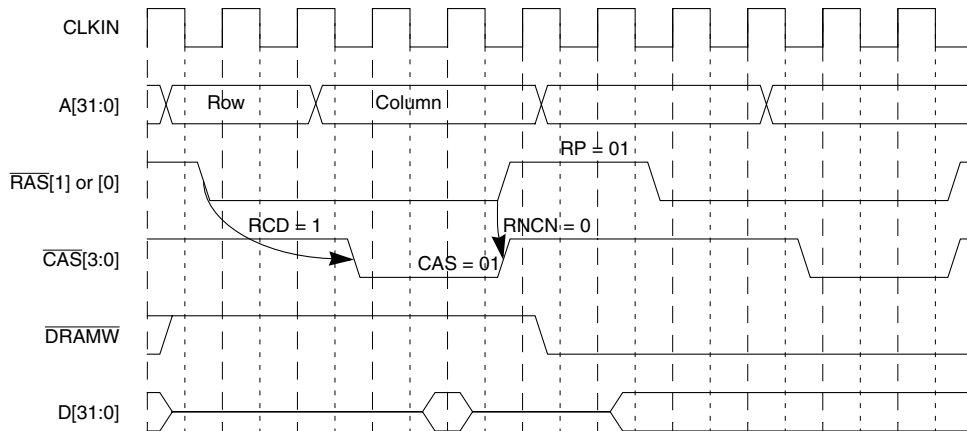 CLKIN
A[31:0]
Row
Column
RP = 01
RAS[1] or [0]
RCD = 1
RNCN = 0
CAS[3:0]
CAS = 01
DRAMW
D[31:0]